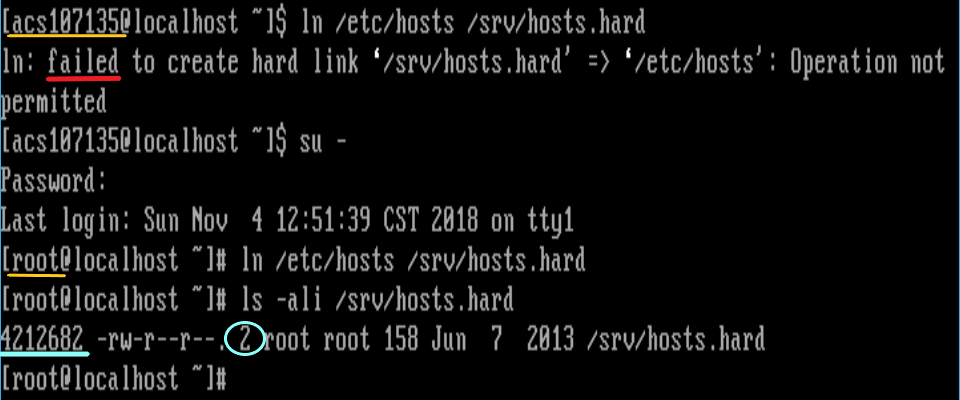 [acs107135@localhost ~]$ ln /etc/hosts /srv/hosts.hard
ln: failed to create hard link ‘/srv/hosts.hard’ => ‘/etc/hosts’: Operation not
permitted
[acs107135@localhost ~]$ su -
Password:
Last login: Sun Nov  4 12:51:39 CST 2018 on tty1
[root@localhost ~]# ln /etc/hosts /srv/hosts.hard
[root@localhost ~]# ls -ali /srv/hosts.hard
4212682 -rw-r--r--. 2 root root 158 Jun  7  2013 /srv/hosts.hard
[root@localhost ~]#